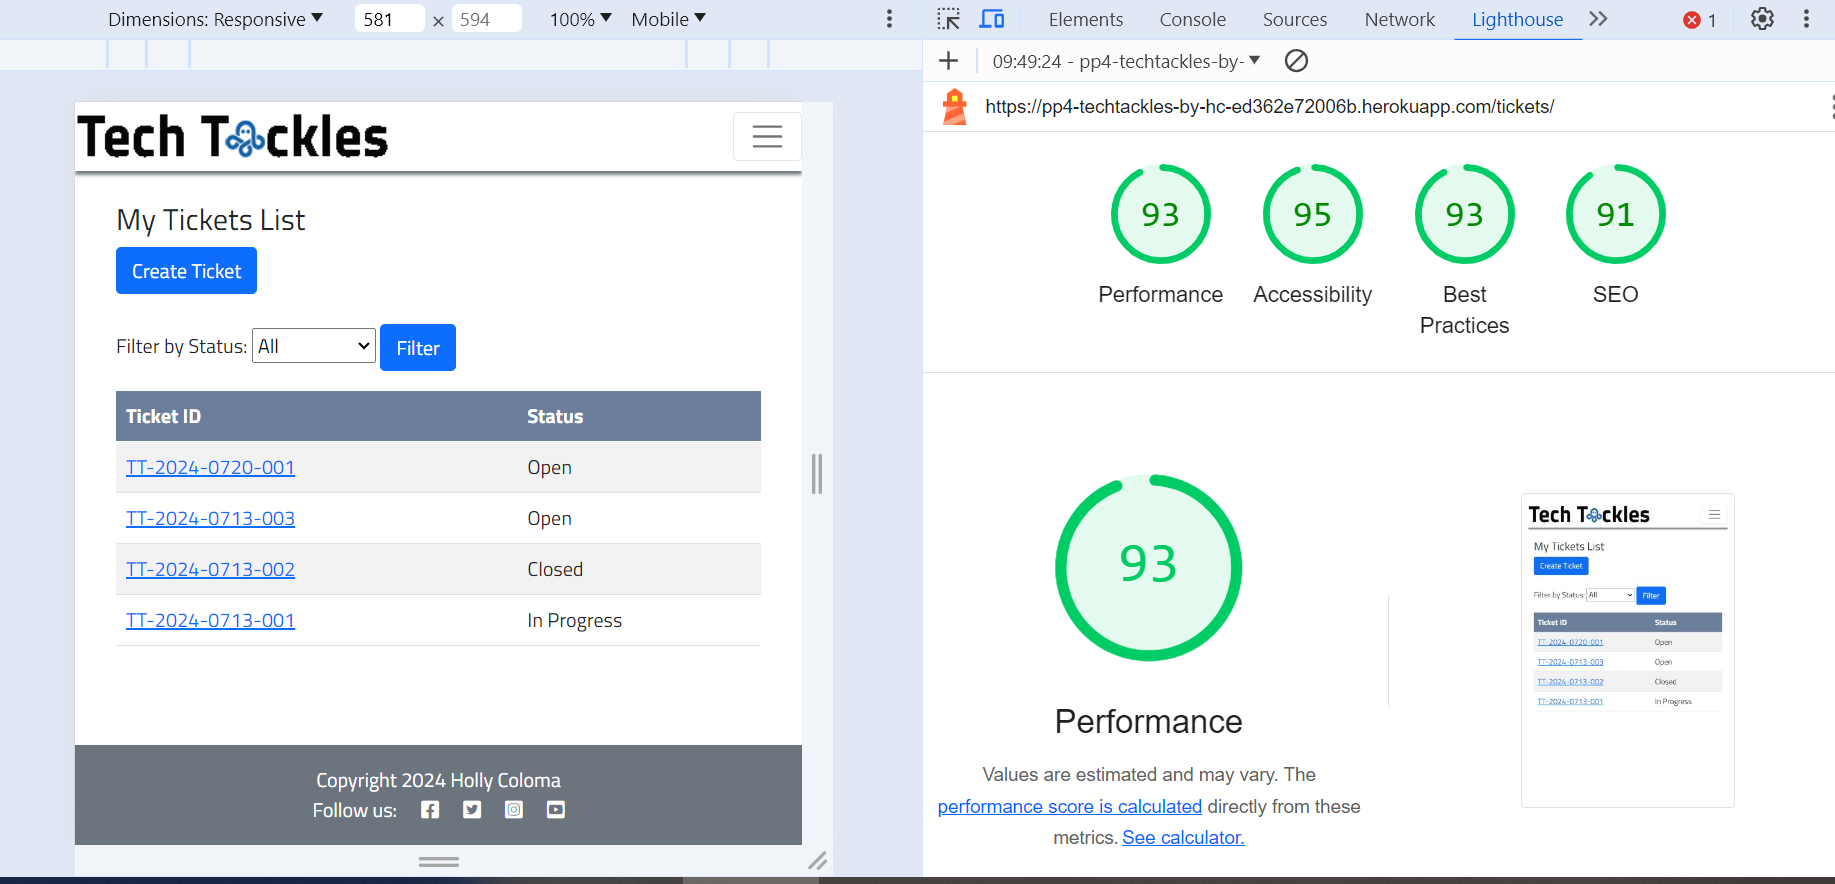 Dimensions: Responsive 581 × 594 100% Mobile
Elements Console Sources Network Lighthouse 1
09:49:24 - pp4-techtackles-by-
https://pp4-techtackles-by-hc-ed362e72006b.herokuapp.com/tickets/
Tech Tackles
My Tickets List
Create Ticket
Filter by Status: All Filter
Ticket ID Status
TT-2024-0720-001 Open
TT-2024-0713-003 Open
TT-2024-0713-002 Closed
TT-2024-0713-001 In Progress
Copyright 2024 Holly Coloma
Follow us:
93 95 93 91
Performance Accessibility Best Practices SEO
93
Performance
Values are estimated and may vary. The
performance score is calculated directly from these
metrics. See calculator.
Tech Tackles
My Tickets List
Create Ticket
Filter by Status: All Filter
Ticket ID Status
TT-2024-0720-001 Open
TT-2024-0713-003 Open
TT-2024-0713-002 Closed
TT-2024-0713-001 In Progress